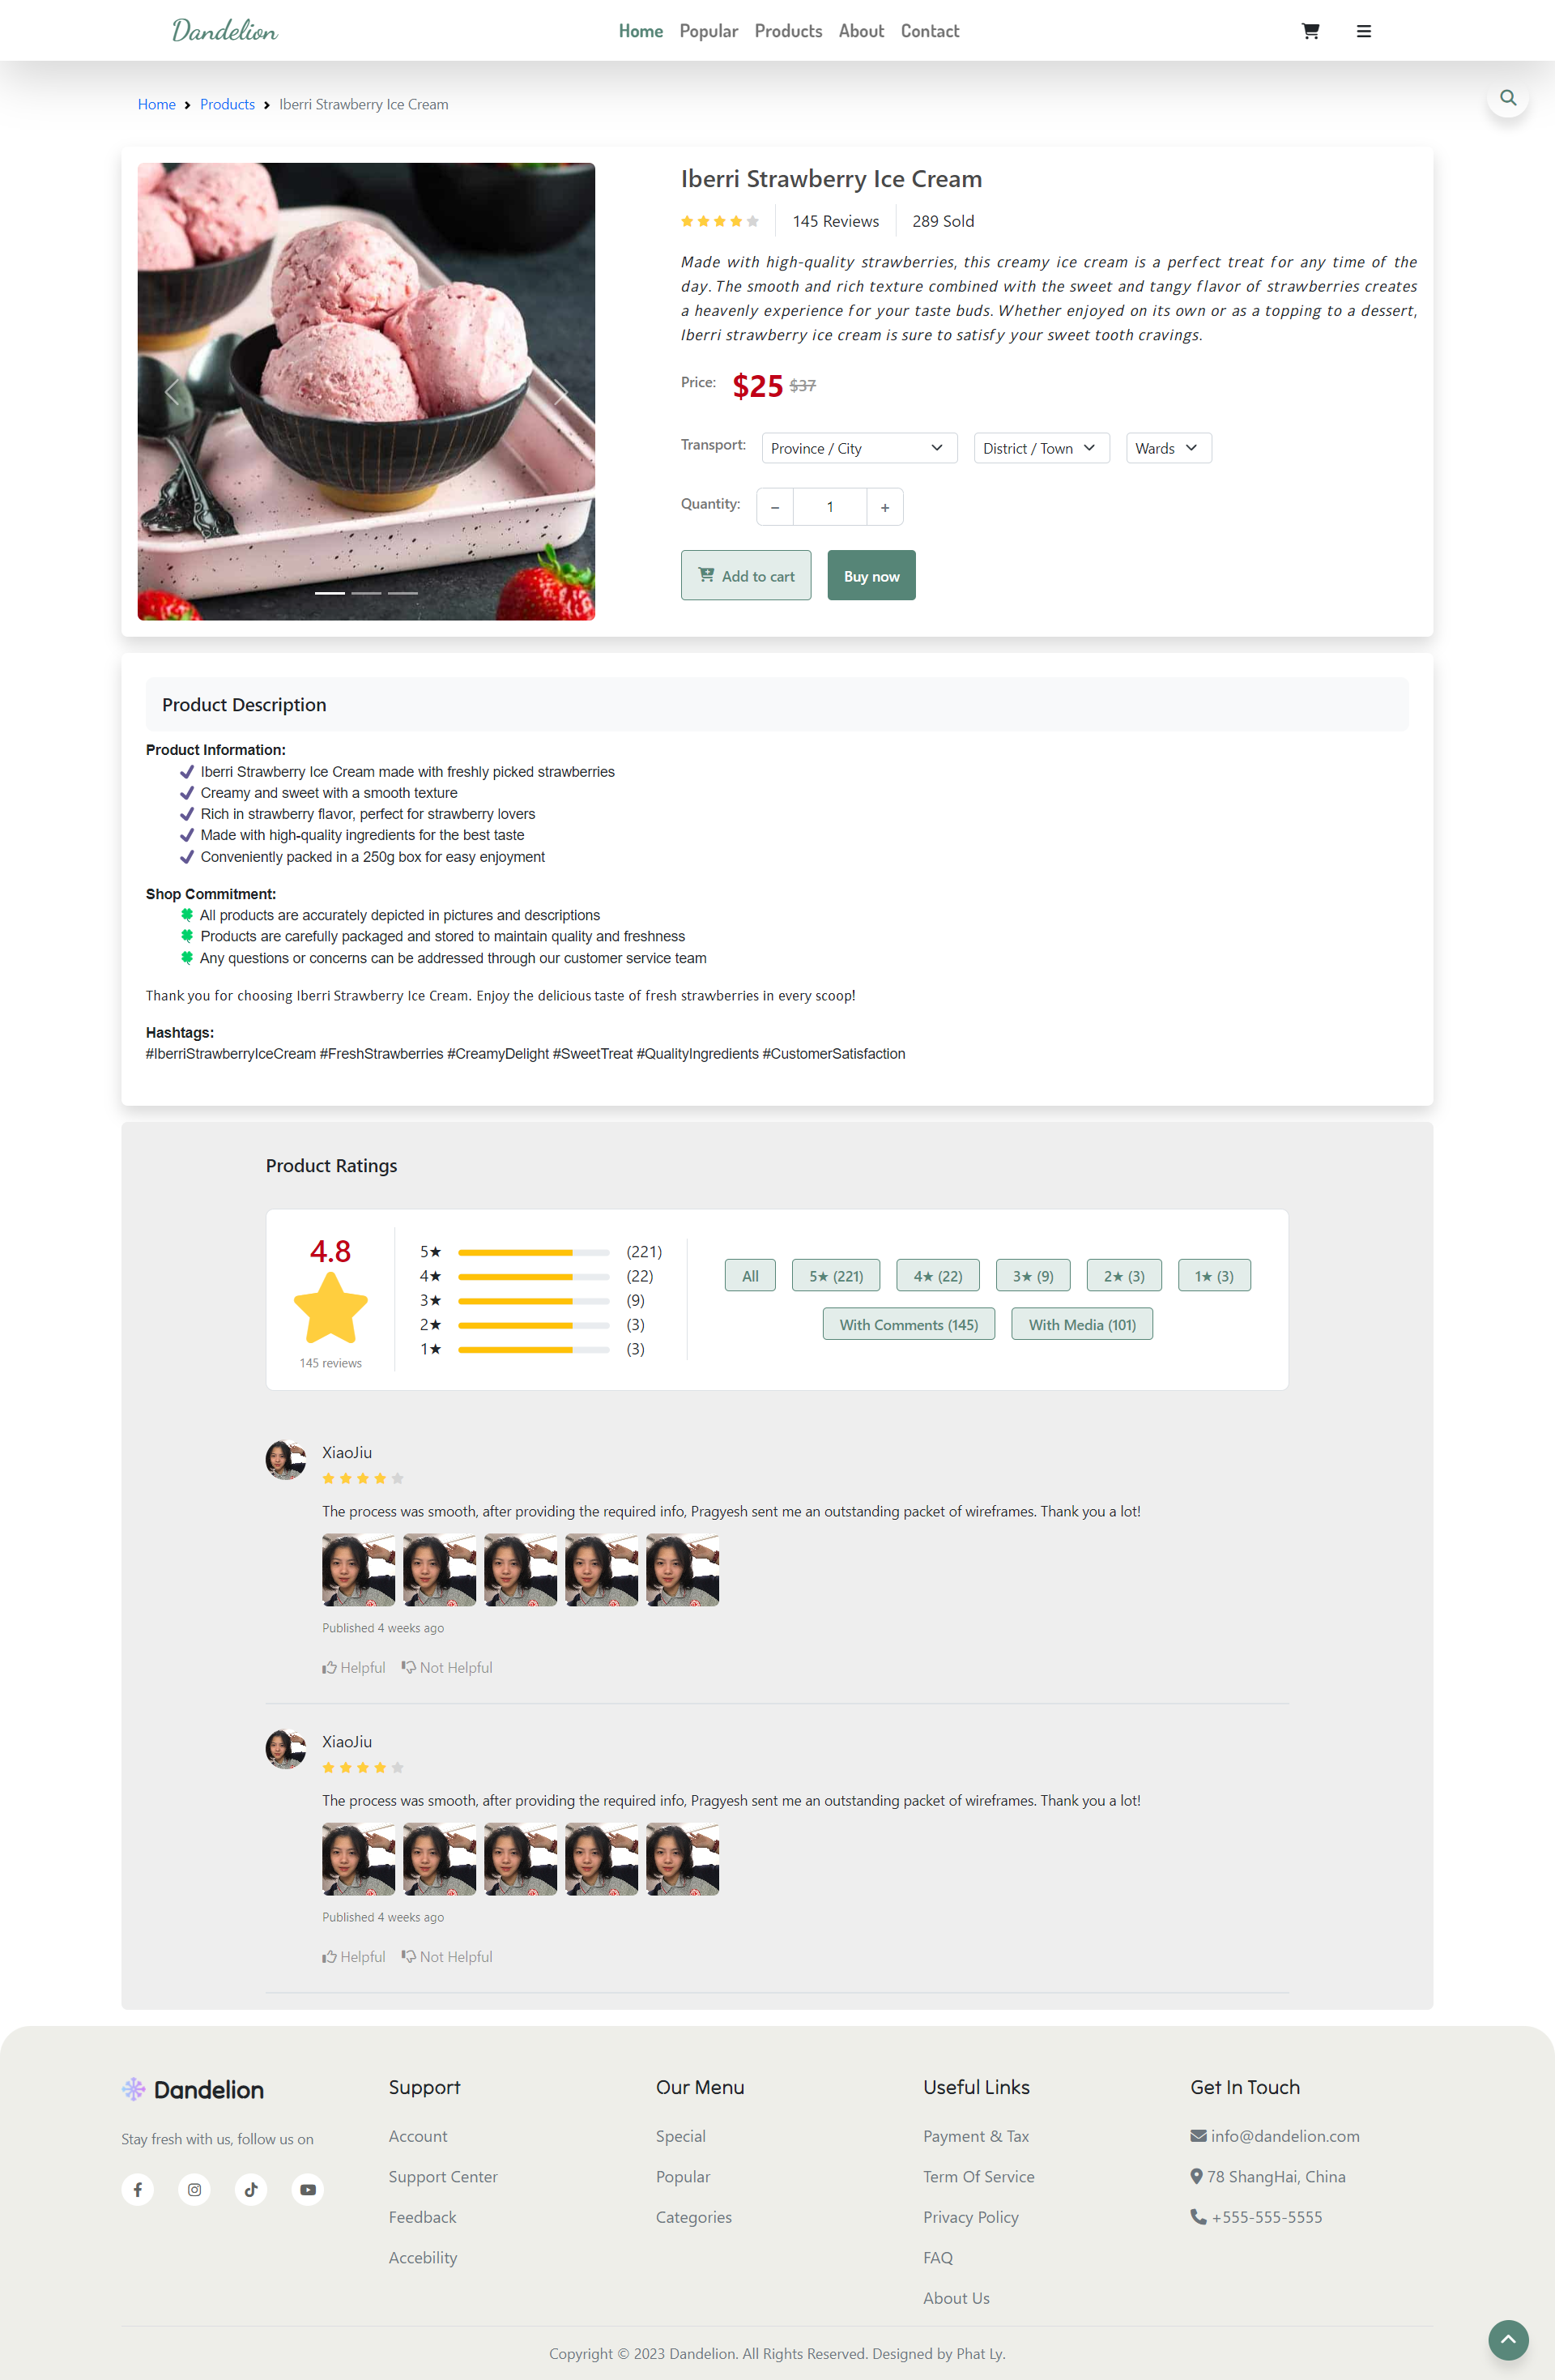 Dandelion
Home Popular Products About Contact
Home Products Iberri Strawberry Ice Cream
Iberri Strawberry Ice Cream
145 Reviews 289 Sold
Made with high-quality strawberries, this creamy ice cream is a perfect treat for any time of the
day. The smooth and rich texture combined with the sweet and tangy flavor of strawberries creates
a heavenly experience for your taste buds. Whether enjoyed on its own or as a topping to a dessert,
Iberri strawberry ice cream is sure to satisfy your sweet tooth cravings.
Price: $25 $37
Transport: Province / City District / Town Wards
Quantity: − 1 +
Add to cart Buy now
Product Description
Product Information:
Iberri Strawberry Ice Cream made with freshly picked strawberries
Creamy and sweet with a smooth texture
Rich in strawberry flavor, perfect for strawberry lovers
Made with high-quality ingredients for the best taste
Conveniently packed in a 250g box for easy enjoyment
Shop Commitment:
All products are accurately depicted in pictures and descriptions
Products are carefully packaged and stored to maintain quality and freshness
Any questions or concerns can be addressed through our customer service team
Thank you for choosing Iberri Strawberry Ice Cream. Enjoy the delicious taste of fresh strawberries in every scoop!
Hashtags:
#IberriStrawberryIceCream #FreshStrawberries #CreamyDelight #SweetTreat #QualityIngredients #CustomerSatisfaction
Product Ratings
4.8
145 reviews
5★ (221)
4★ (22)
3★ (9)
2★ (3)
1★ (3)
All 5★ (221) 4★ (22) 3★ (9) 2★ (3) 1★ (3)
With Comments (145) With Media (101)
XiaoJiu
The process was smooth, after providing the required info, Pragyesh sent me an outstanding packet of wireframes. Thank you a lot!
Published 4 weeks ago
Helpful Not Helpful
XiaoJiu
The process was smooth, after providing the required info, Pragyesh sent me an outstanding packet of wireframes. Thank you a lot!
Published 4 weeks ago
Helpful Not Helpful
Dandelion
Stay fresh with us, follow us on
Support
Account
Support Center
Feedback
Accebility
Our Menu
Special
Popular
Categories
Useful Links
Payment & Tax
Term Of Service
Privacy Policy
FAQ
About Us
Get In Touch
info@dandelion.com
78 ShangHai, China
+555-555-5555
Copyright © 2023 Dandelion. All Rights Reserved. Designed by Phat Ly.